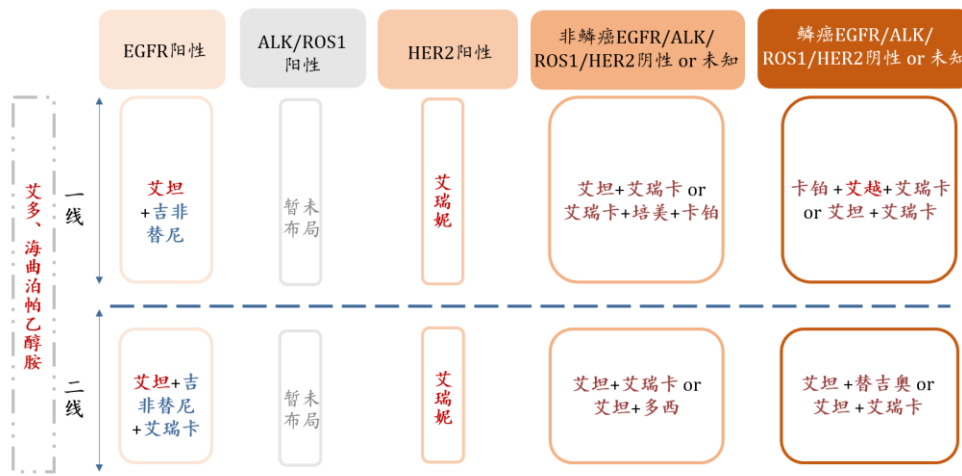 EGFR阳性
ALK/ROS1
阳性
HER2阳性
非鳞癌EGFR/ALK/
ROS1/HER2阴性 or 未知
鳞癌EGFR/ALK/
ROS1/HER2阴性 or 未知
艾多、海曲泊帕乙醇胺
一线
艾坦
+吉非
替尼
暂未
布局
艾瑞妮
艾坦+艾瑞卡 or
艾瑞卡+培美+卡铂
卡铂+艾越+艾瑞卡
or 艾坦+艾瑞卡
二线
艾坦+吉
非替尼
+艾瑞卡
暂未
布局
艾瑞妮
艾坦+艾瑞卡 or
艾坦+多西
艾坦+替吉奥 or
艾坦+艾瑞卡